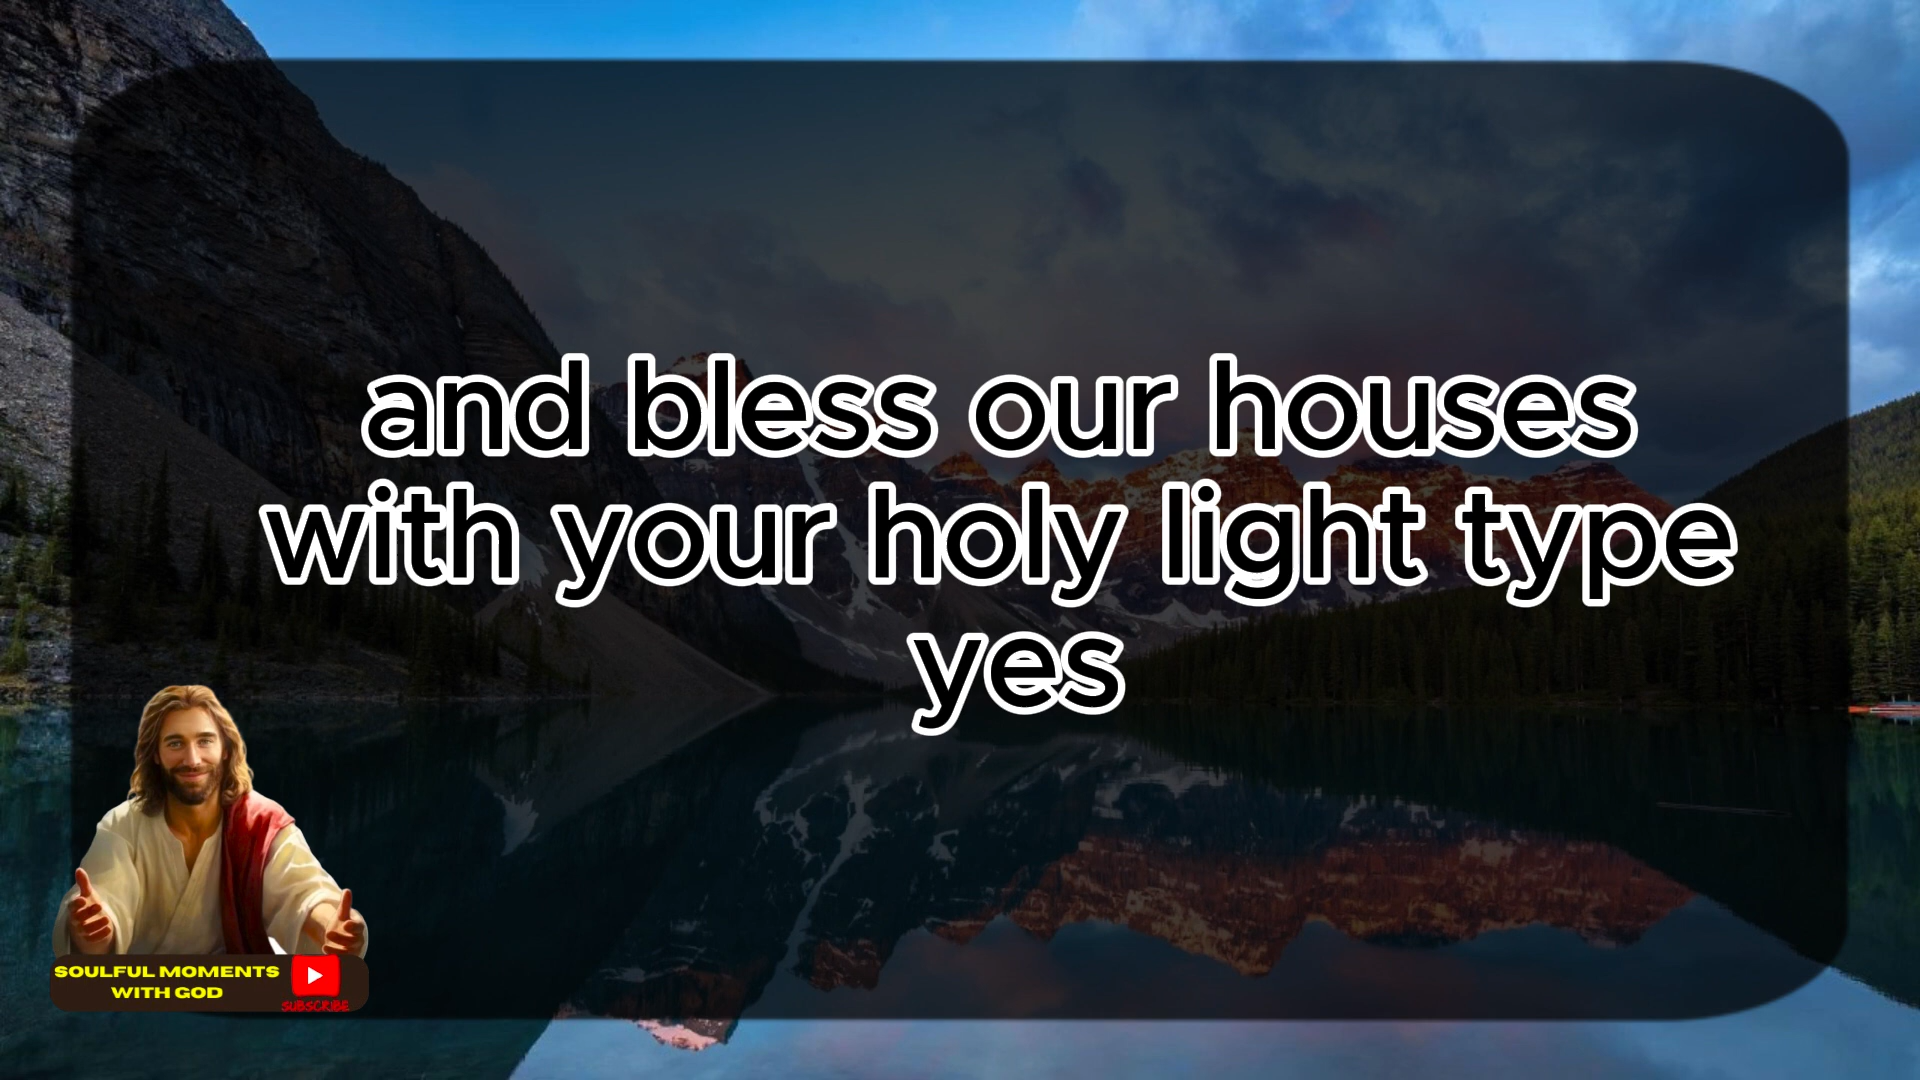 and bless our houses
with your holy light type
yes
SOULFUL MOMENTS
WITH GOD
SUBSCRIBE